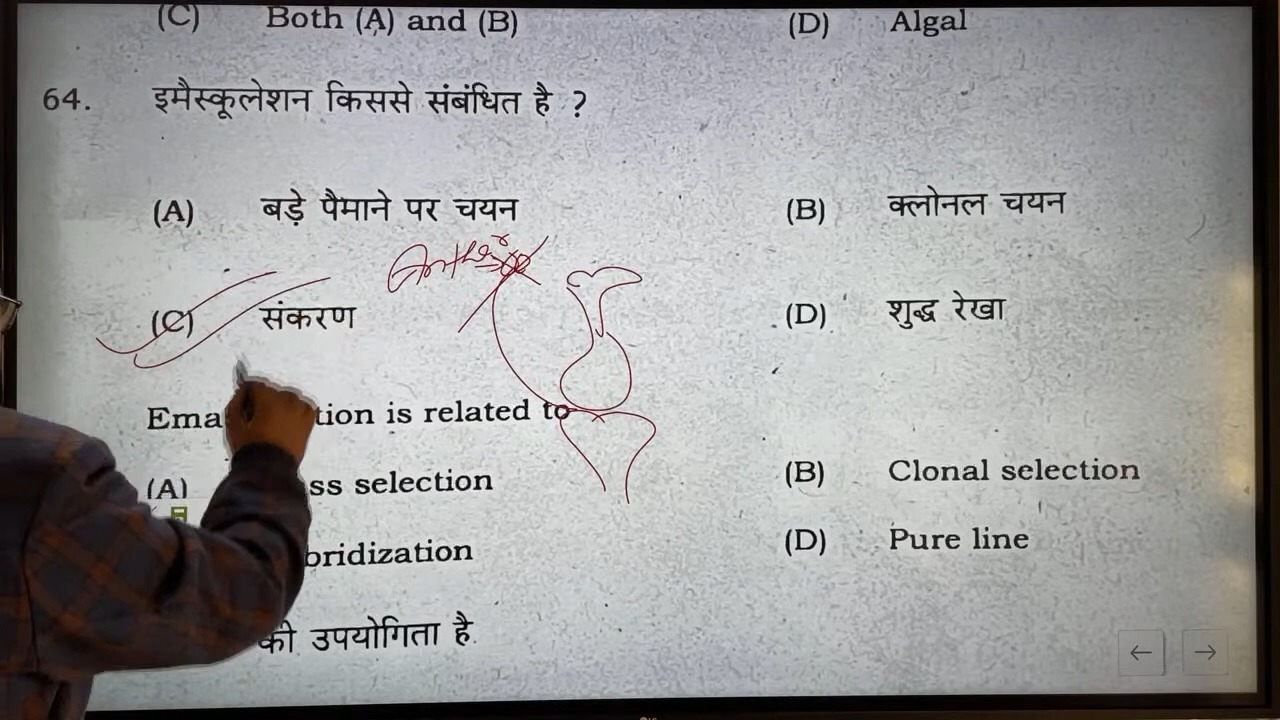 (C) Both (A) and (B) (D) Algal
64. इमैस्कूलेशन किससे संबंधित है ?
(A) बड़े पैमाने पर चयन (B) क्लोनल चयन
(C) संकरण (D) शुद्ध रेखा
Ema tion is related to
(A) ss selection (B) Clonal selection
bridization (D) Pure line
की उपयोगिता है